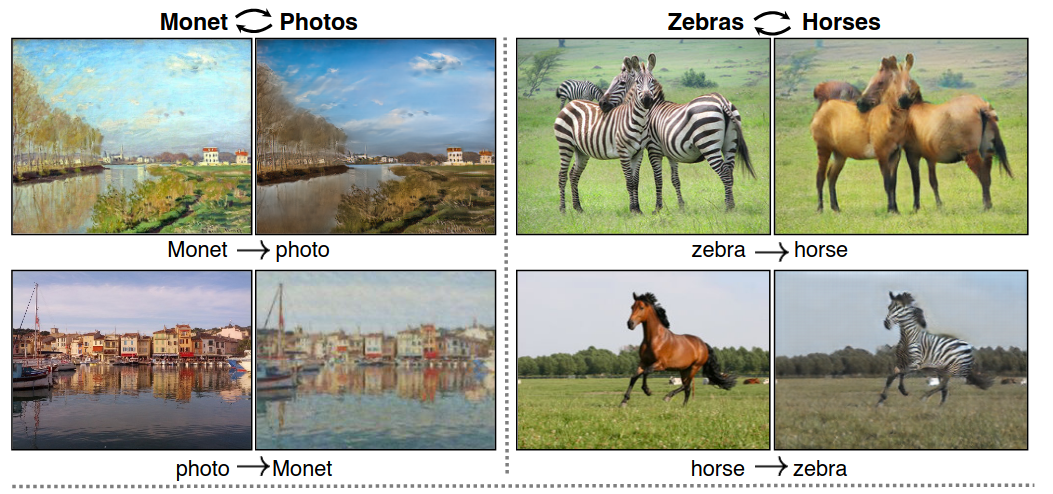 Monet Photos
Zebras Horses
Monet → photo
zebra → horse
photo → Monet
horse → zebra